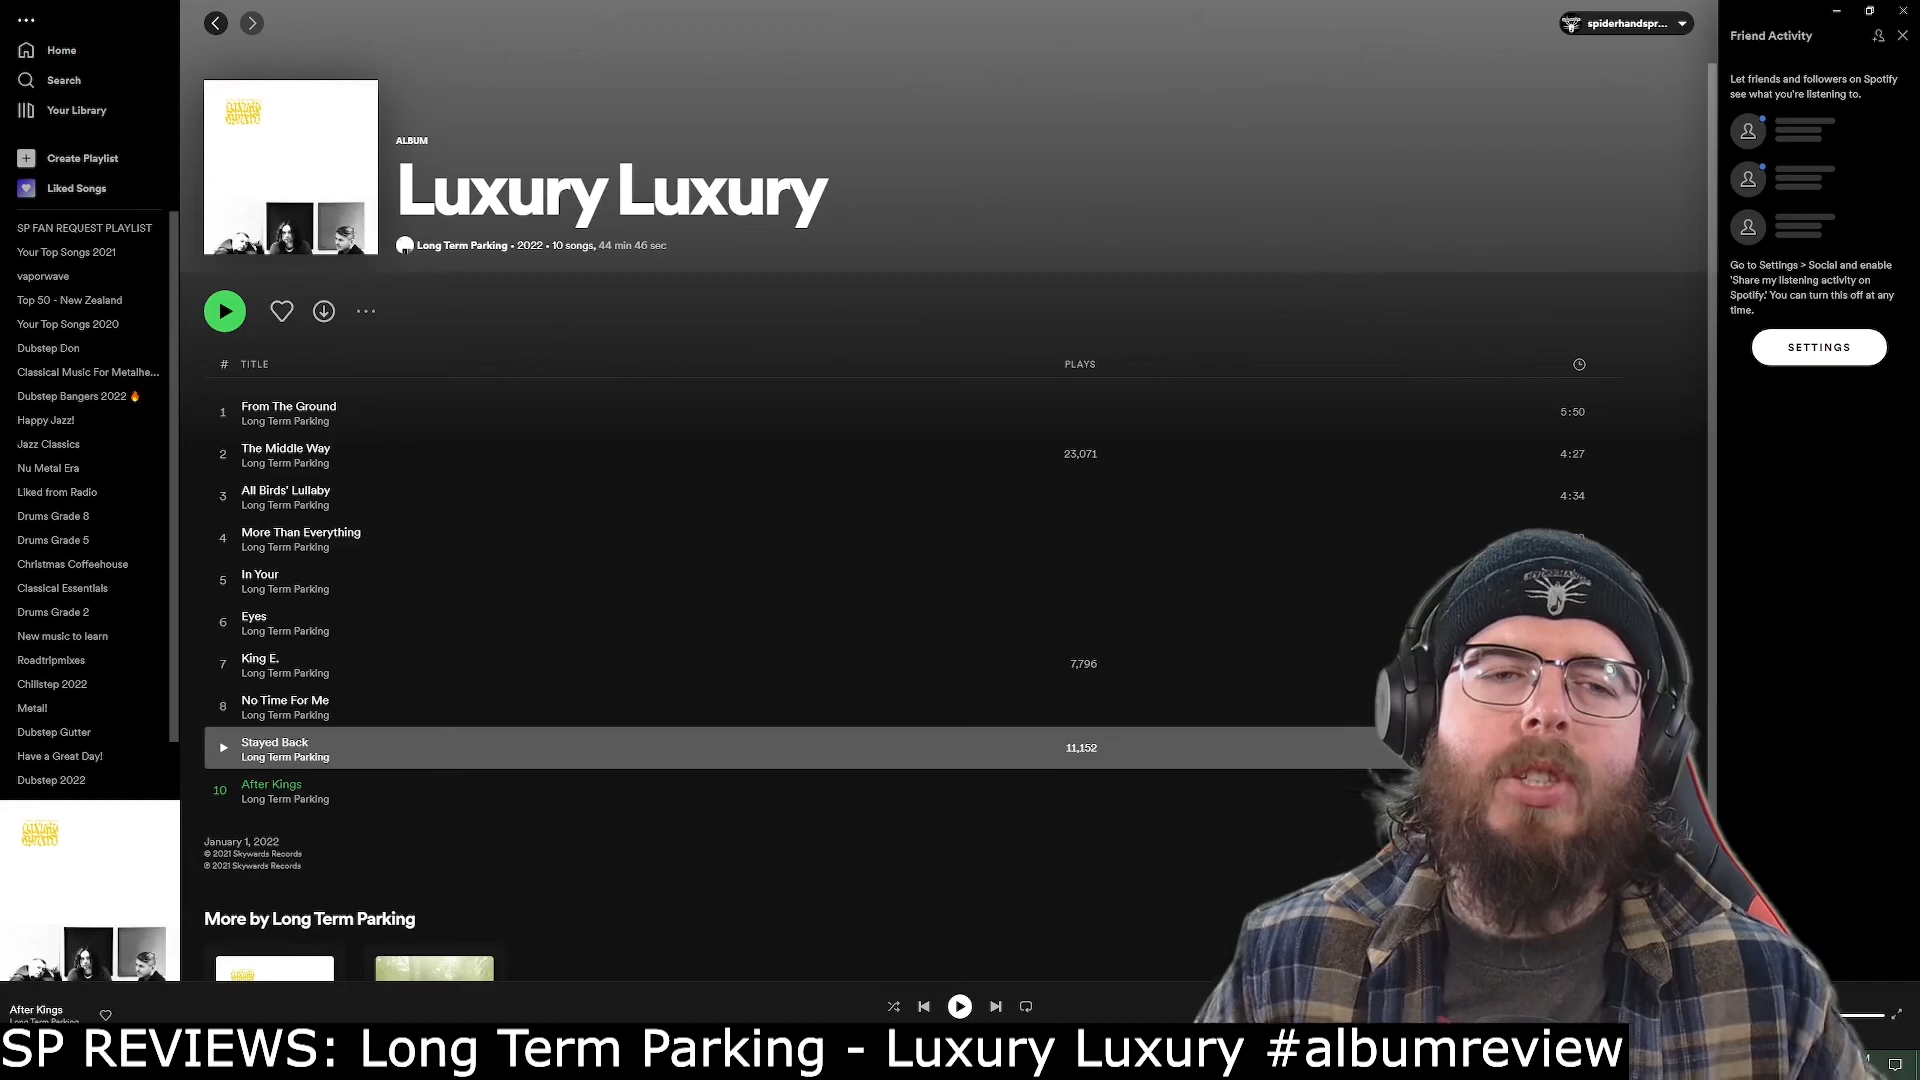 Home
Search
Your Library
Create Playlist
Liked Songs
SP FAN REQUEST PLAYLIST
Your Top Songs 2021
vaporwave
Top 50 - New Zealand
Your Top Songs 2020
Dubstep Don
Classical Music For Metalhe...
Dubstep Bangers 2022 🔥
Happy Jazz!
Jazz Classics
Nu Metal Era
Liked from Radio
Drums Grade 8
Drums Grade 5
Christmas Coffeehouse
Classical Essentials
Drums Grade 2
New music to learn
Roadtripmixes
Chillstep 2022
Metal!
Dubstep Gutter
Have a Great Day!
Dubstep 2022
spiderhandspr...
ALBUM
Luxury Luxury
Long Term Parking • 2022 • 10 songs, 44 min 46 sec
# TITLE PLAYS
1 From The Ground 5:50
Long Term Parking
2 The Middle Way 23,071 4:27
Long Term Parking
3 All Birds' Lullaby 4:34
Long Term Parking
4 More Than Everything
Long Term Parking
5 In Your
Long Term Parking
6 Eyes
Long Term Parking
7 King E. 7,796
Long Term Parking
8 No Time For Me
Long Term Parking
Stayed Back 11,152
Long Term Parking
10 After Kings
Long Term Parking
January 1, 2022
© 2021 Skywards Records
℗ 2021 Skywards Records
More by Long Term Parking
Friend Activity
Let friends and followers on Spotify
see what you're listening to.
Go to Settings > Social and enable
'Share my listening activity on
Spotify.' You can turn this off at any
time.
SETTINGS
After Kings
Long Term Parking
SP REVIEWS: Long Term Parking - Luxury Luxury #albumreview